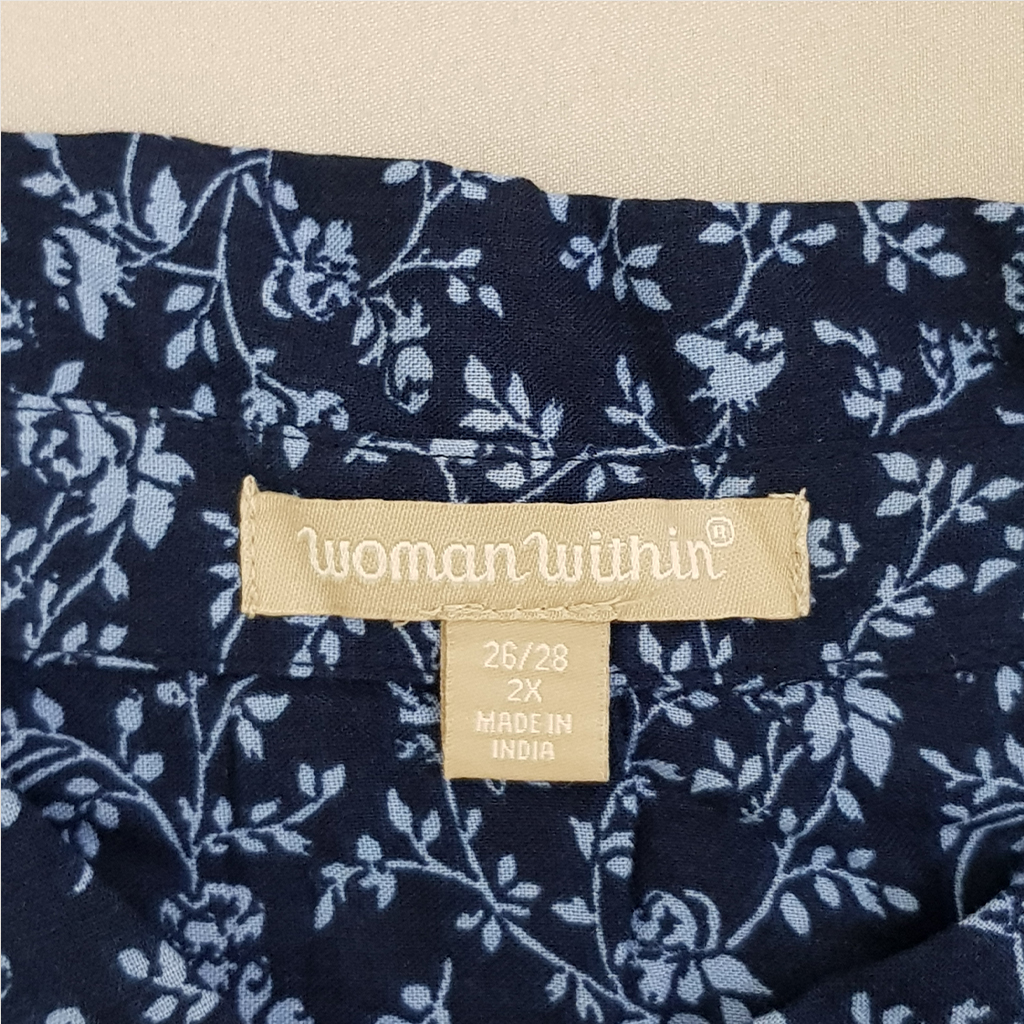 woman within®
26/28
2X
MADE IN
INDIA